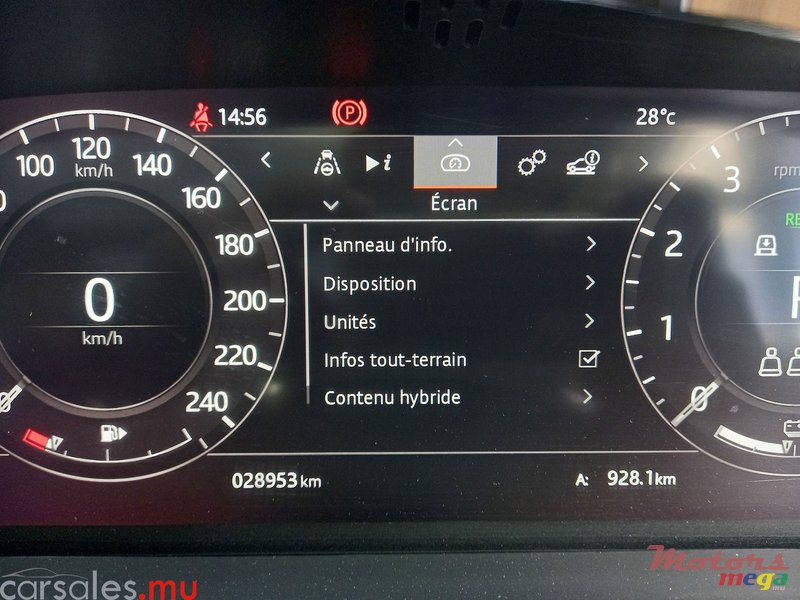 14:56
P
28°c
100
120
km/h
140
160
180
200
220
240
0
km/h
Écran
Panneau d'info.
Disposition
Unités
Infos tout-terrain
Contenu hybride
3
2
1
0
rpm
028953 km
A: 928.1 km
carsales.mu
Motors
mega
.mu